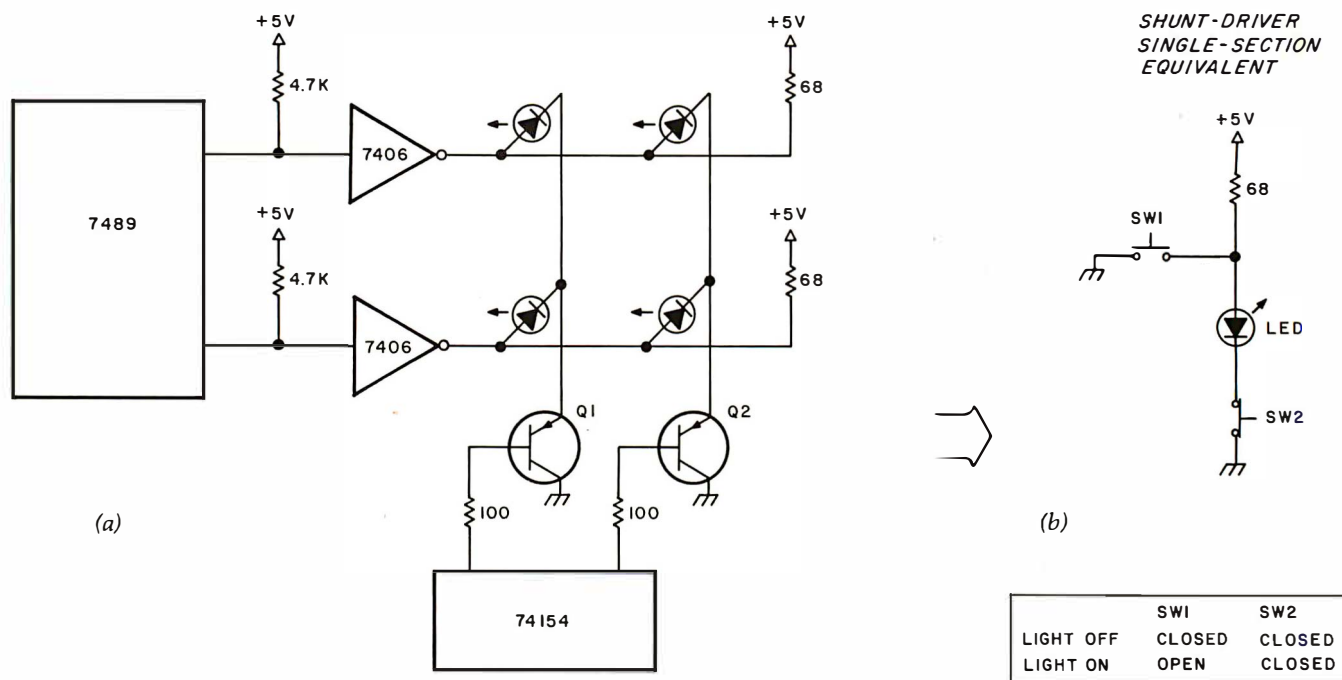 +5V
4.7K
7489
7406
+5V
68
+5V
4.7K
7406
+5V
68
Q1
Q2
100
100
74154
(a)
SHUNT-DRIVER
SINGLE-SECTION
EQUIVALENT
+5V
68
SW1
LED
SW2
(b)
SW1 SW2
LIGHT OFF CLOSED CLOSED
LIGHT ON OPEN CLOSED